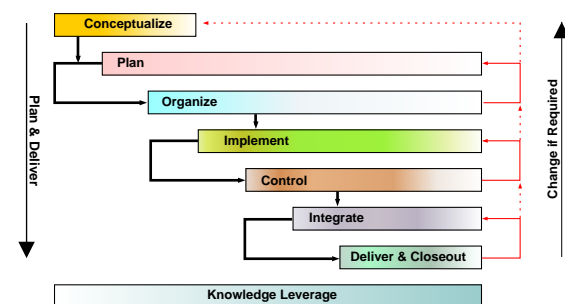 Conceptualize
Plan
Organize
Implement
Control
Integrate
Deliver & Closeout
Knowledge Leverage
Plan & Deliver
Change if Required